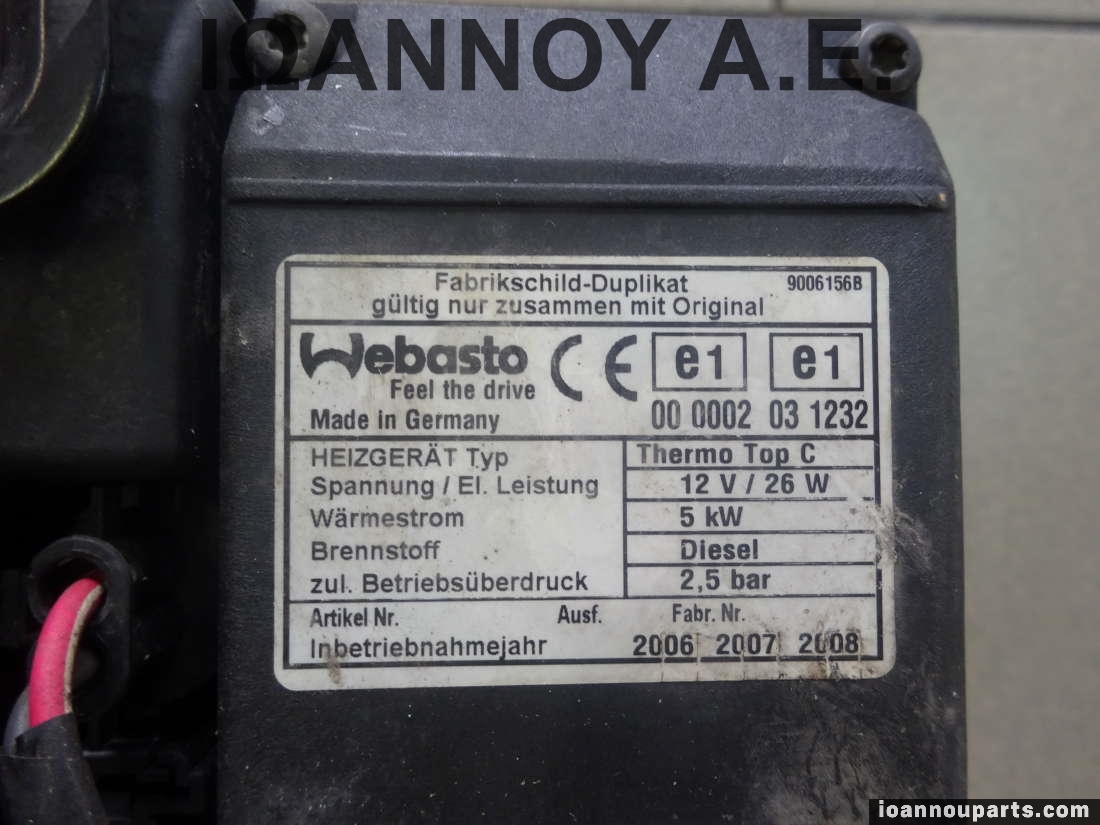 ΙΩΑΝΝΟΥ Α.Ε.
Fabrikschild-Duplikat 9006156B
gültig nur zusammen mit Original
Webasto CE e1 e1
Feel the drive
Made in Germany 00 0002 03 1232
HEIZGERÄT Typ Thermo Top C
Spannung / El. Leistung 12 V / 26 W
Wärmestrom 5 kW
Brennstoff Diesel
zul. Betriebsüberdruck 2,5 bar
Artikel Nr. Ausf. Fabr. Nr.
Inbetriebnahmejahr 2006 2007 2008
ioannouparts.com